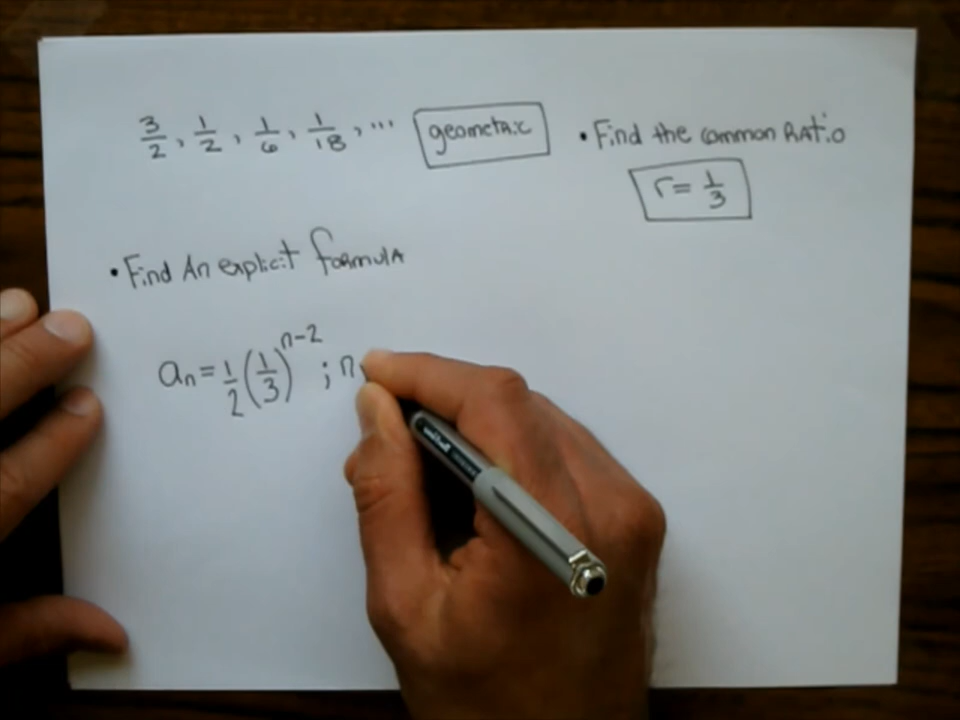 3/2, 1/2, 1/6, 1/18, ... geometric
• Find the common Ratio
r = 1/3
• Find An explicit formula
aₙ = 1/2 (1/3)ⁿ⁻² ; n
uni